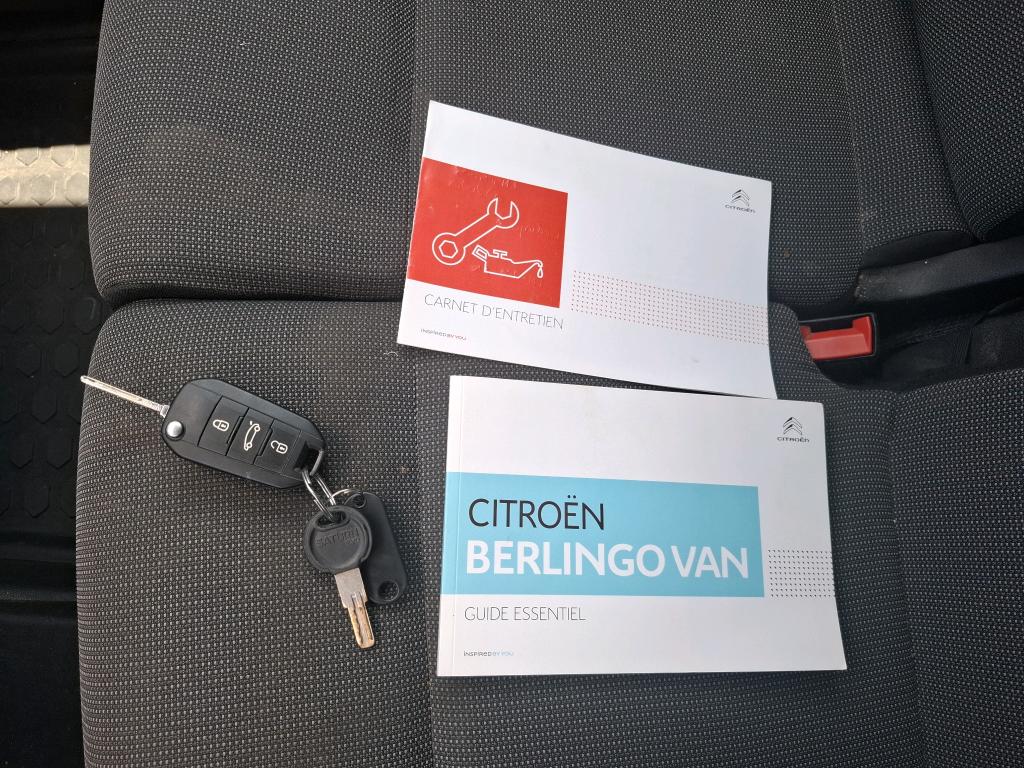 CITROËN
CARNET D'ENTRETIEN
INSPIRED BY YOU
CITROËN
CITROËN
BERLINGO VAN
GUIDE ESSENTIEL
INSPIRED BY YOU